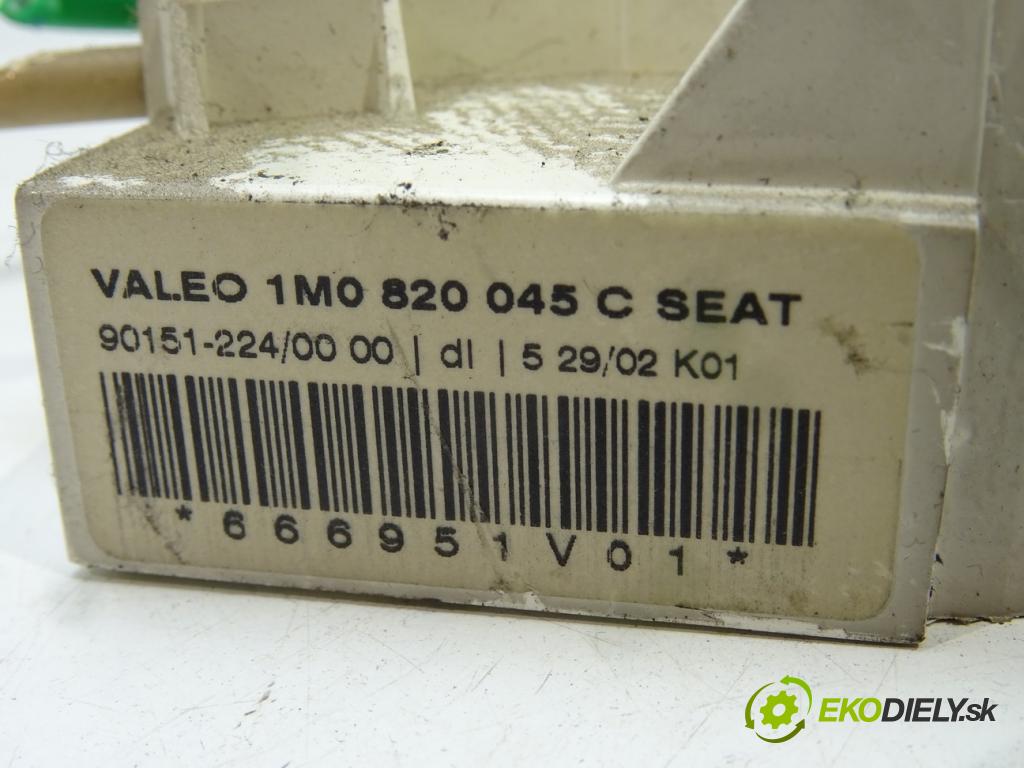 VALEO 1M0 820 045 C SEAT
90151-224/00 00 | dl | 5 29/02 K01
*666951V01*
EKODIELY.sk